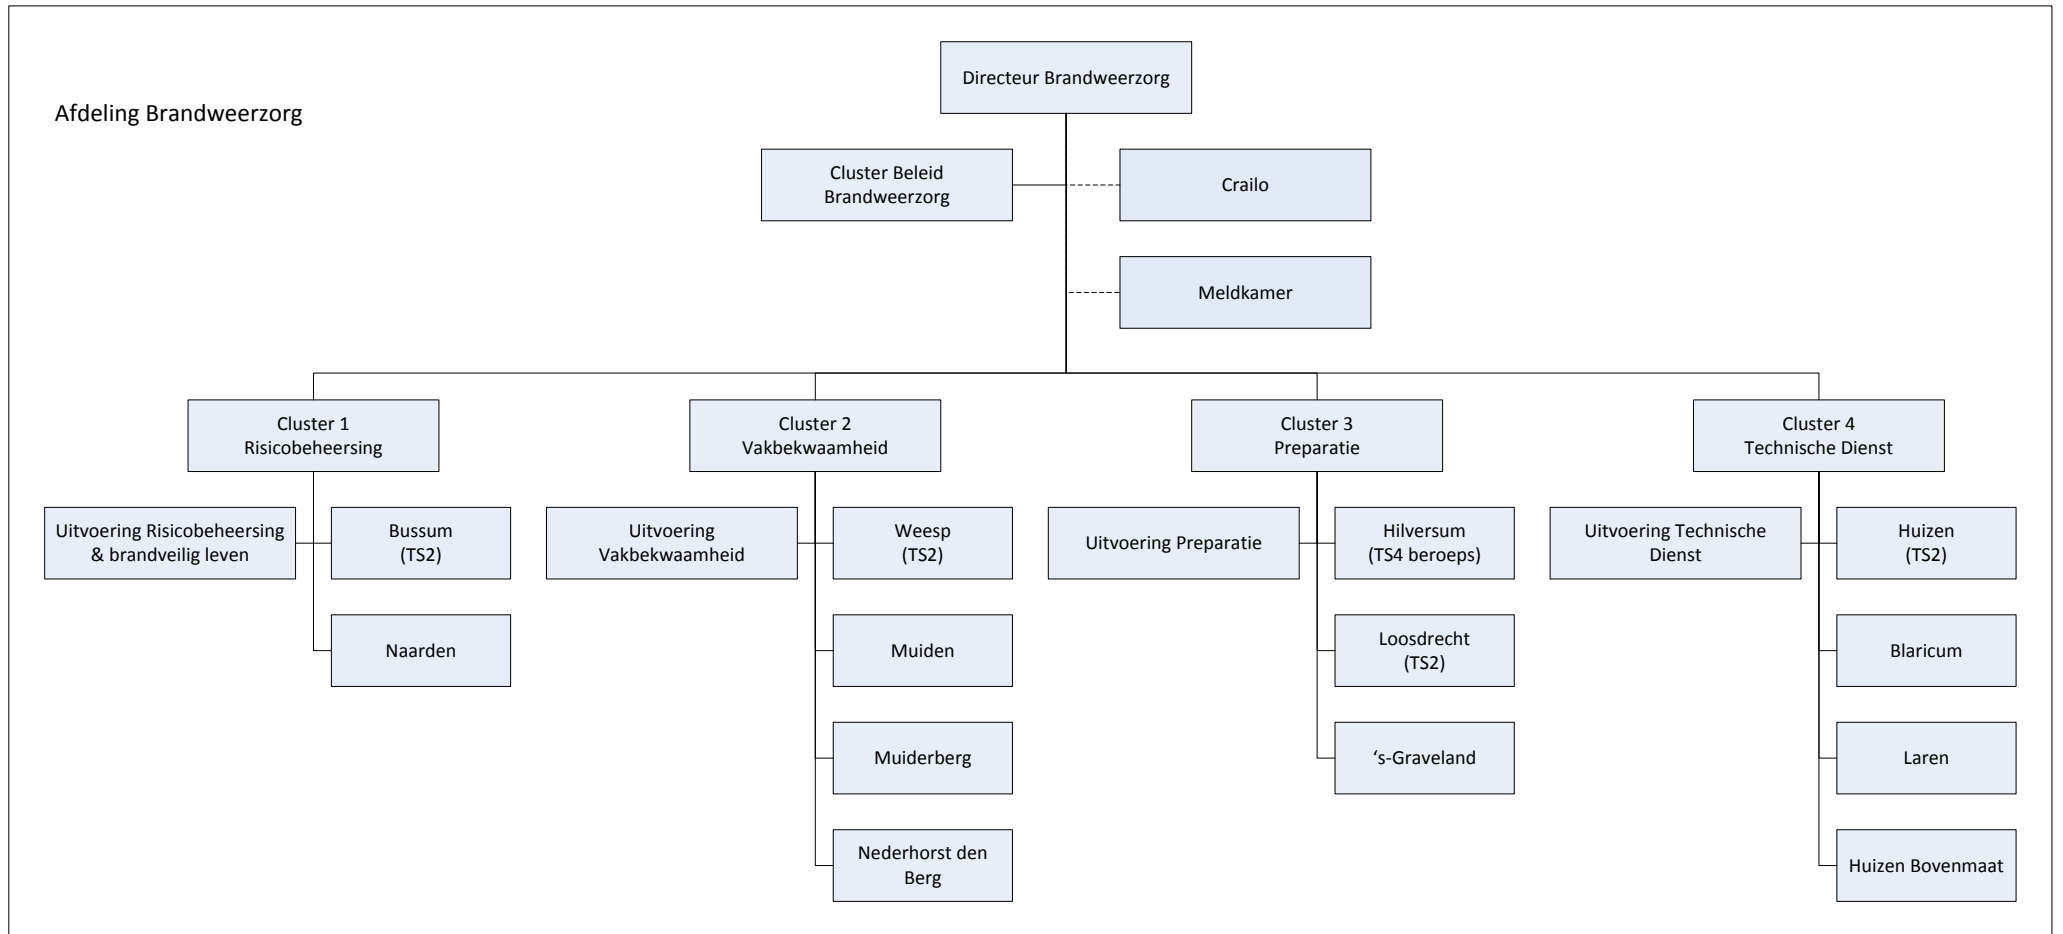 Directeur Brandweerzorg
Afdeling Brandweerzorg
Cluster Beleid
Brandweerzorg
Crailo
Meldkamer
Cluster 1
Risicobeheersing
Cluster 2
Vakbekwaamheid
Cluster 3
Preparatie
Cluster 4
Technische Dienst
Uitvoering Risicobeheersing
& brandveilig leven
Bussum
(TS2)
Naarden
Uitvoering
Vakbekwaamheid
Weesp
(TS2)
Muiden
Muiderberg
Nederhorst den
Berg
Uitvoering Preparatie
Hilversum
(TS4 beroeps)
Loosdrecht
(TS2)
‘s-Graveland
Uitvoering Technische
Dienst
Huizen
(TS2)
Blaricum
Laren
Huizen Bovenmaat